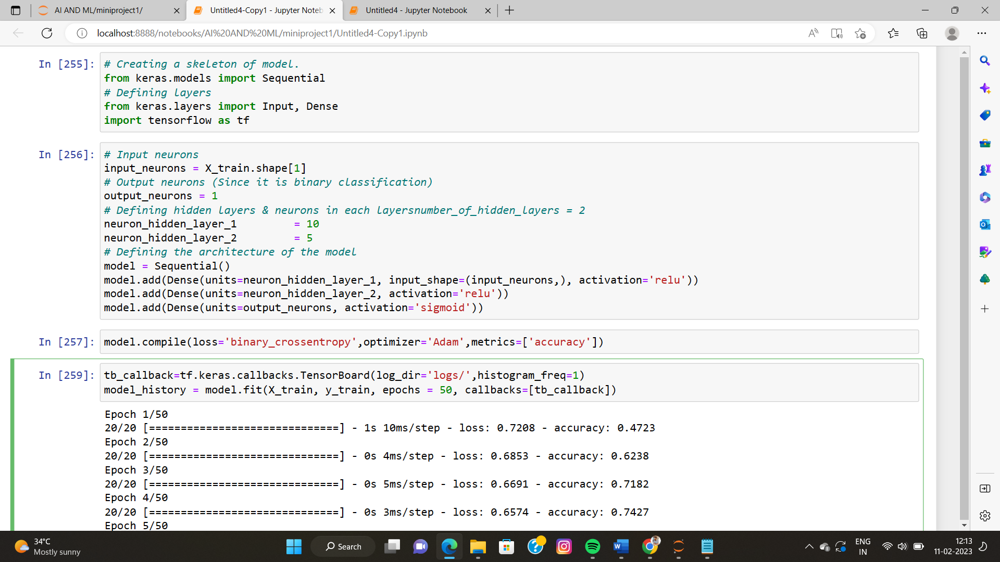 AI AND ML/miniproject1/
Untitled4-Copy1 - Jupyter Noteb
Untitled4 - Jupyter Notebook
localhost:8888/notebooks/AI%20AND%20ML/miniproject1/Untitled4-Copy1.ipynb
In [255]:
# Creating a skeleton of model.
from keras.models import Sequential
# Defining layers
from keras.layers import Input, Dense
import tensorflow as tf
In [256]:
# Input neurons
input_neurons = X_train.shape[1]
# Output neurons (Since it is binary classification)
output_neurons = 1
# Defining hidden layers & neurons in each layersnumber_of_hidden_layers = 2
neuron_hidden_layer_1         = 10
neuron_hidden_layer_2         = 5
# Defining the architecture of the model
model = Sequential()
model.add(Dense(units=neuron_hidden_layer_1, input_shape=(input_neurons,), activation='relu'))
model.add(Dense(units=neuron_hidden_layer_2, activation='relu'))
model.add(Dense(units=output_neurons, activation='sigmoid'))
In [257]:
model.compile(loss='binary_crossentropy',optimizer='Adam',metrics=['accuracy'])
In [259]:
tb_callback=tf.keras.callbacks.TensorBoard(log_dir='logs/',histogram_freq=1)
model_history = model.fit(X_train, y_train, epochs = 50, callbacks=[tb_callback])
Epoch 1/50
20/20 [==============================] - 1s 10ms/step - loss: 0.7208 - accuracy: 0.4723
Epoch 2/50
20/20 [==============================] - 0s 4ms/step - loss: 0.6853 - accuracy: 0.6238
Epoch 3/50
20/20 [==============================] - 0s 5ms/step - loss: 0.6691 - accuracy: 0.7182
Epoch 4/50
20/20 [==============================] - 0s 3ms/step - loss: 0.6574 - accuracy: 0.7427
Epoch 5/50
34°C
Mostly sunny
Search
ENG
IN
12:13
11-02-2023